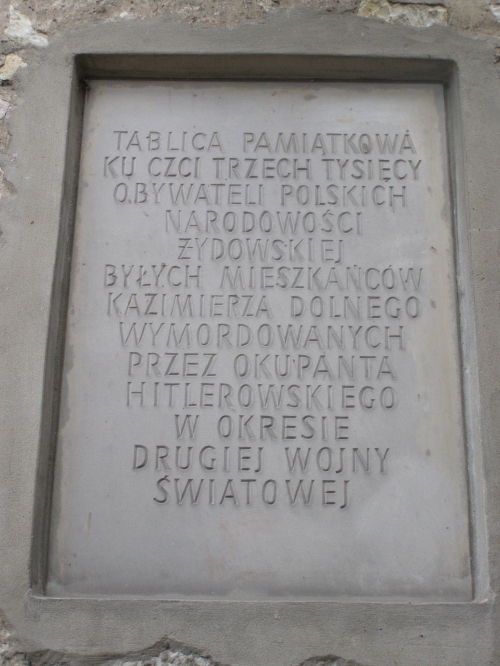 TABLICA PAMIĄTKOWA
KU CZCI TRZECH TYSIĘCY
OBYWATELI POLSKICH
NARODOWOŚCI
ŻYDOWSKIEJ
BYŁYCH MIESZKAŃCÓW
KAZIMIERZA DOLNEGO
WYMORDOWANYCH
PRZEZ OKUPANTA
HITLEROWSKIEGO
W OKRESIE
DRUGIEJ WOJNY
ŚWIATOWEJ